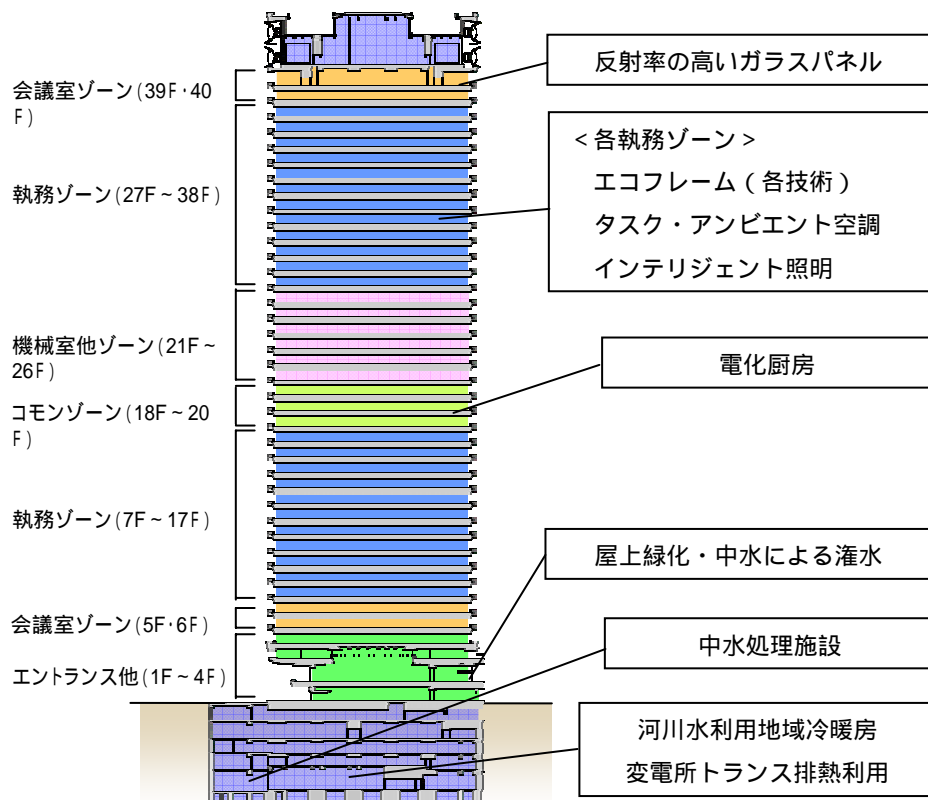 会議室ゾーン(39F･40
F)
執務ゾーン(27F～38F)
機械室他ゾーン(21F～
26F)
コモンゾーン(18F～20
F)
執務ゾーン(7F～17F)
会議室ゾーン(5F･6F)
エントランス他(1F～4F)
反射率の高いガラスパネル
＜各執務ゾーン＞
エコフレーム（各技術）
タスク・アンビエント空調
インテリジェント照明
電化厨房
屋上緑化・中水による潅水
中水処理施設
河川水利用地域冷暖房
変電所トランス排熱利用